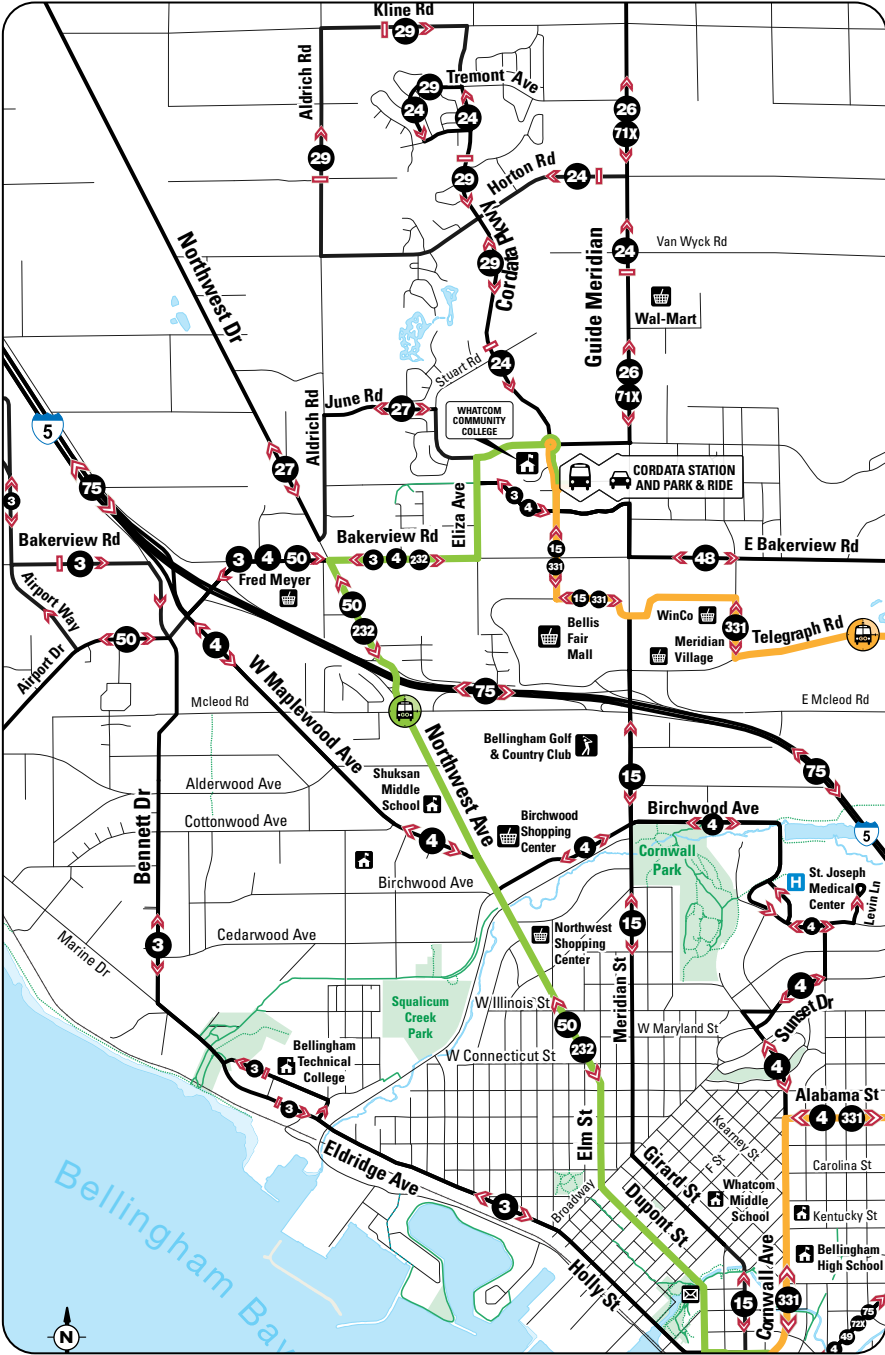 Kline Rd
29
Aldrich Rd
29
Tremont Ave
24
24
26
71X
29
29
Horton Rd
24
Cordata Pkwy
29
Northwest Dr
Guide Meridian
24
Van Wyck Rd
Wal-Mart
24
Stuart Rd
26
71X
June Rd
27
Aldrich Rd
WHATCOM
COMMUNITY
COLLEGE
5
27
75
CORDATA STATION
AND PARK & RIDE
3
Eliza Ave
3
4
Bakerview Rd
3
3
4
50
Bakerview Rd
3
4
232
15
331
48
E Bakerview Rd
Fred Meyer
Airport Way
50
232
15
331
WinCo
331
Telegraph Rd
Bellis
Fair
Mall
Meridian
Village
Airport Dr
50
4
W Maplewood Ave
75
Mcleod Rd
E Mcleod Rd
GO
GO
Northwest Ave
Bellingham Golf
& Country Club
75
Shuksan
Middle
School
15
Alderwood Ave
Cottonwood Ave
Bennett Dr
Birchwood
Shopping
Center
Birchwood Ave
4
5
4
4
Cornwall
Park
Birchwood Ave
H
St. Joseph
Medical
Center
Levin Ln
4
Cedarwood Ave
15
Northwest
Shopping
Center
3
Marine Dr
Squalicum
Creek
Park
W Illinois St
50
232
Meridian St
4
Sunset Dr
W Maryland St
W Connecticut St
Bellingham
Technical
College
3
3
4
Alabama St
4
331
Elm St
Kearney St
F St
Carolina St
Eldridge Ave
Girard St
Broadway
Dupont St
Whatcom
Middle
School
Kentucky St
3
Bellingham
High School
Holly St
Cornwall Ave
15
331
Bellingham Bay
75
72X
49
4
N